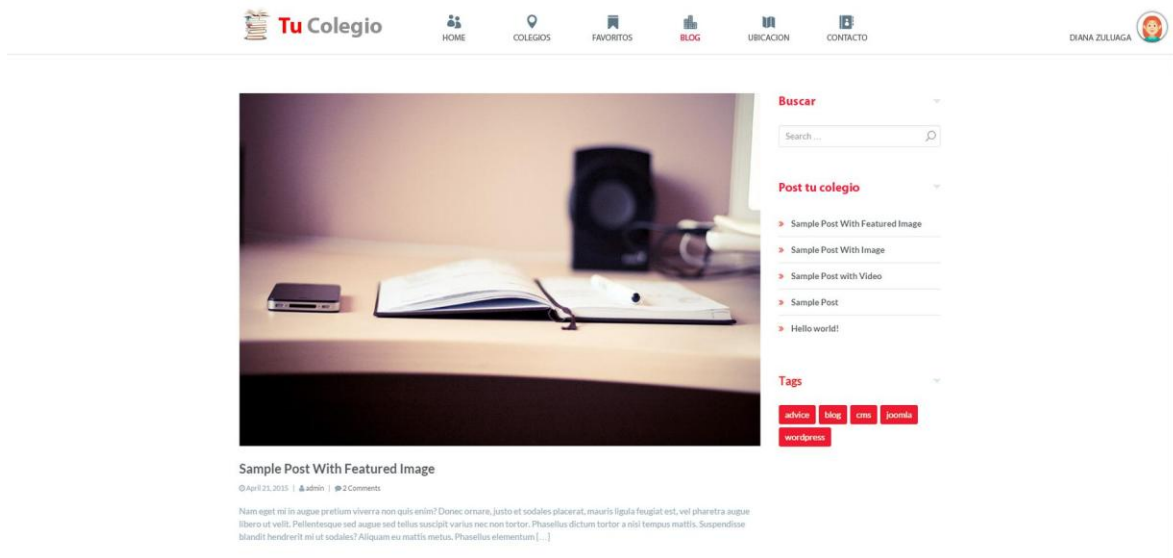 Tu Colegio
HOME
COLEGIOS
FAVORITOS
BLOG
UBICACION
CONTACTO
DIANA ZULUAGA
Buscar
Search ...
Post tu colegio
Sample Post With Featured Image
Sample Post With Image
Sample Post with Video
Sample Post
Hello world!
Tags
advice blog cms joomla
wordpress
Sample Post With Featured Image
April 25, 2015 | admin | 2 Comments
Nam eget mi in augue pretium viverra non quis enim? Donec ornare, justo et sodales placerat, mauris ligula feugiat est, vel pharetra augue
libero ut velit. Pellentesque sed augue sed tellus suscipit varius nec non tortor. Phasellus dictum tortor a nisi tempus mattis. Suspendisse
blandit hendrerit mi ut sodales? Aliquam eu mattis metus. Phasellus elementum [...]